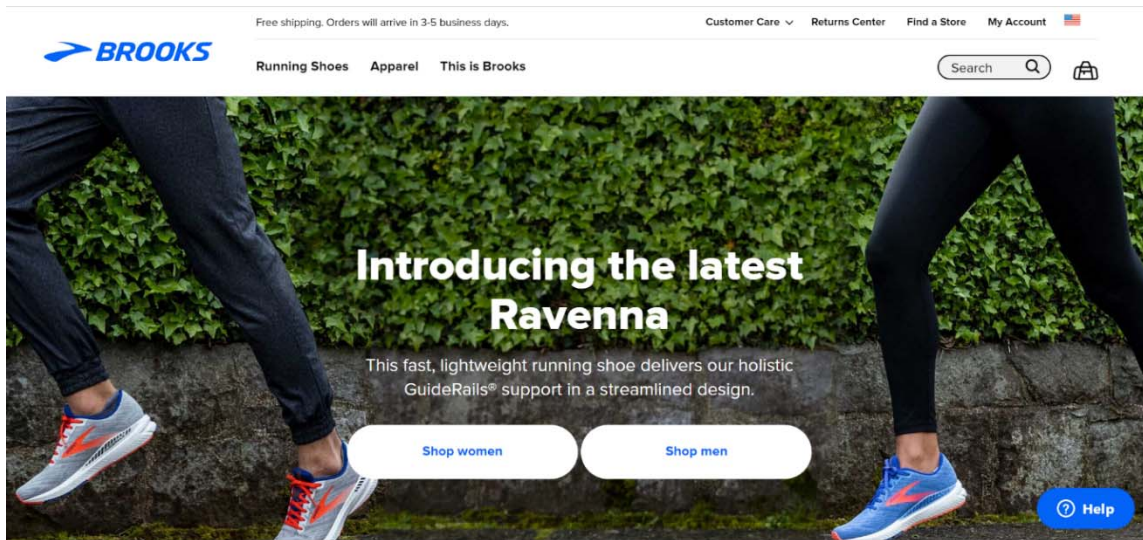 Free shipping. Orders will arrive in 3-5 business days.
Customer Care
Returns Center
Find a Store
My Account
BROOKS
Running Shoes
Apparel
This is Brooks
Search
Introducing the latest
Ravenna
This fast, lightweight running shoe delivers our holistic
GuideRails® support in a streamlined design.
Shop women
Shop men
? Help